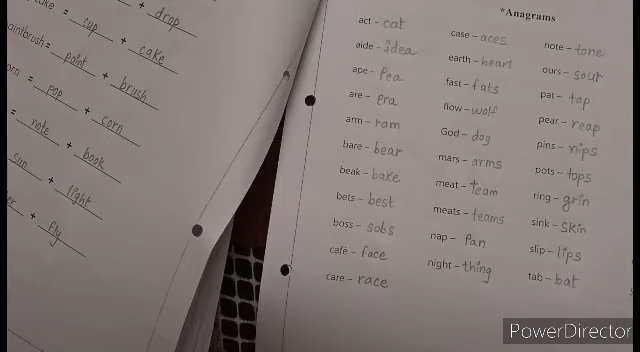 + drop
cake = cup + cake
paintbrush = paint + brush
= pop + corn
= note + book
sun + light
+ fly
*Anagrams
act - cat
aide - idea
ape - Pea
are - era
arm - ram
bare - bear
beak - bake
bets - best
boss - sobs
café - face
care - race
case - aces
earth - heart
fast - fats
flow - wolf
God - dog
mars - arms
meat - team
meats - teams
nap - Pan
night - thing
note - tone
ours - sour
pat - tap
pear - reap
pins - nips
pots - tops
ring - grin
sink - skin
slip - lips
tab - bat
PowerDirector